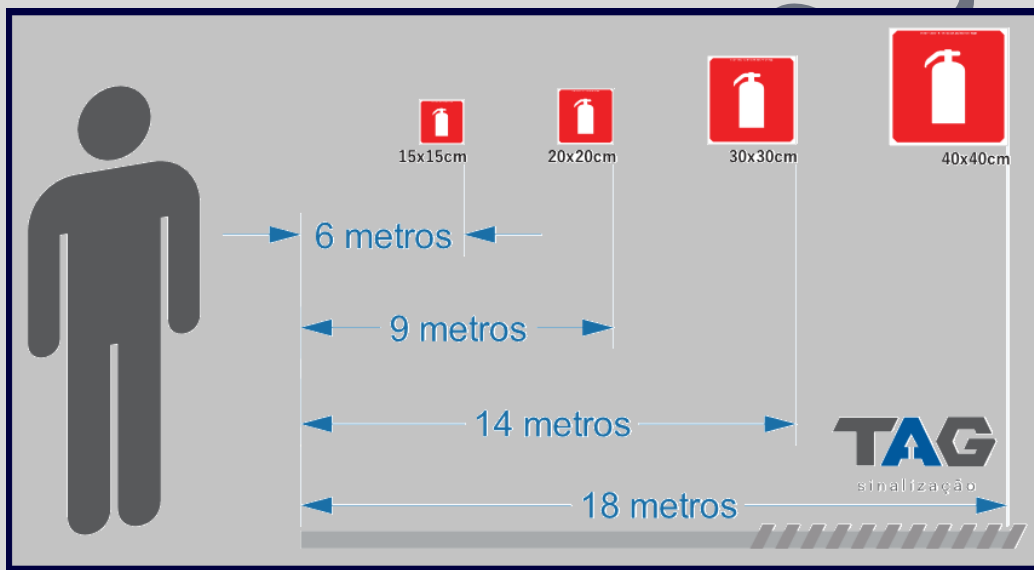 15x15cm
20x20cm
30x30cm
40x40cm
6 metros
9 metros
14 metros
TAG
sinalização
18 metros